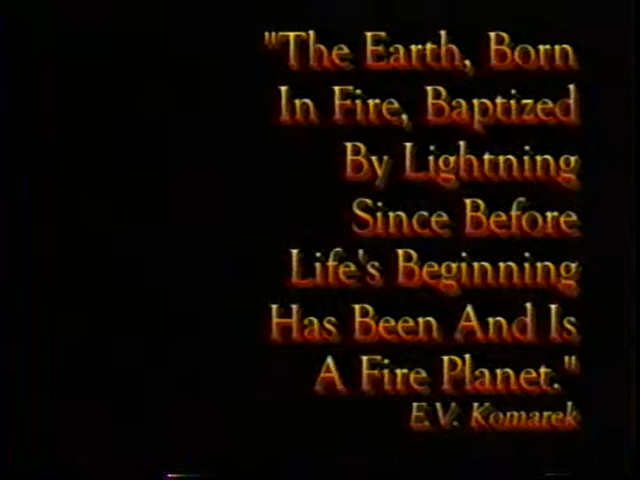 "The Earth, Born
In Fire, Baptized
By Lightning
Since Before
Life's Beginning
Has Been And Is
A Fire Planet."
E.V. Komarek